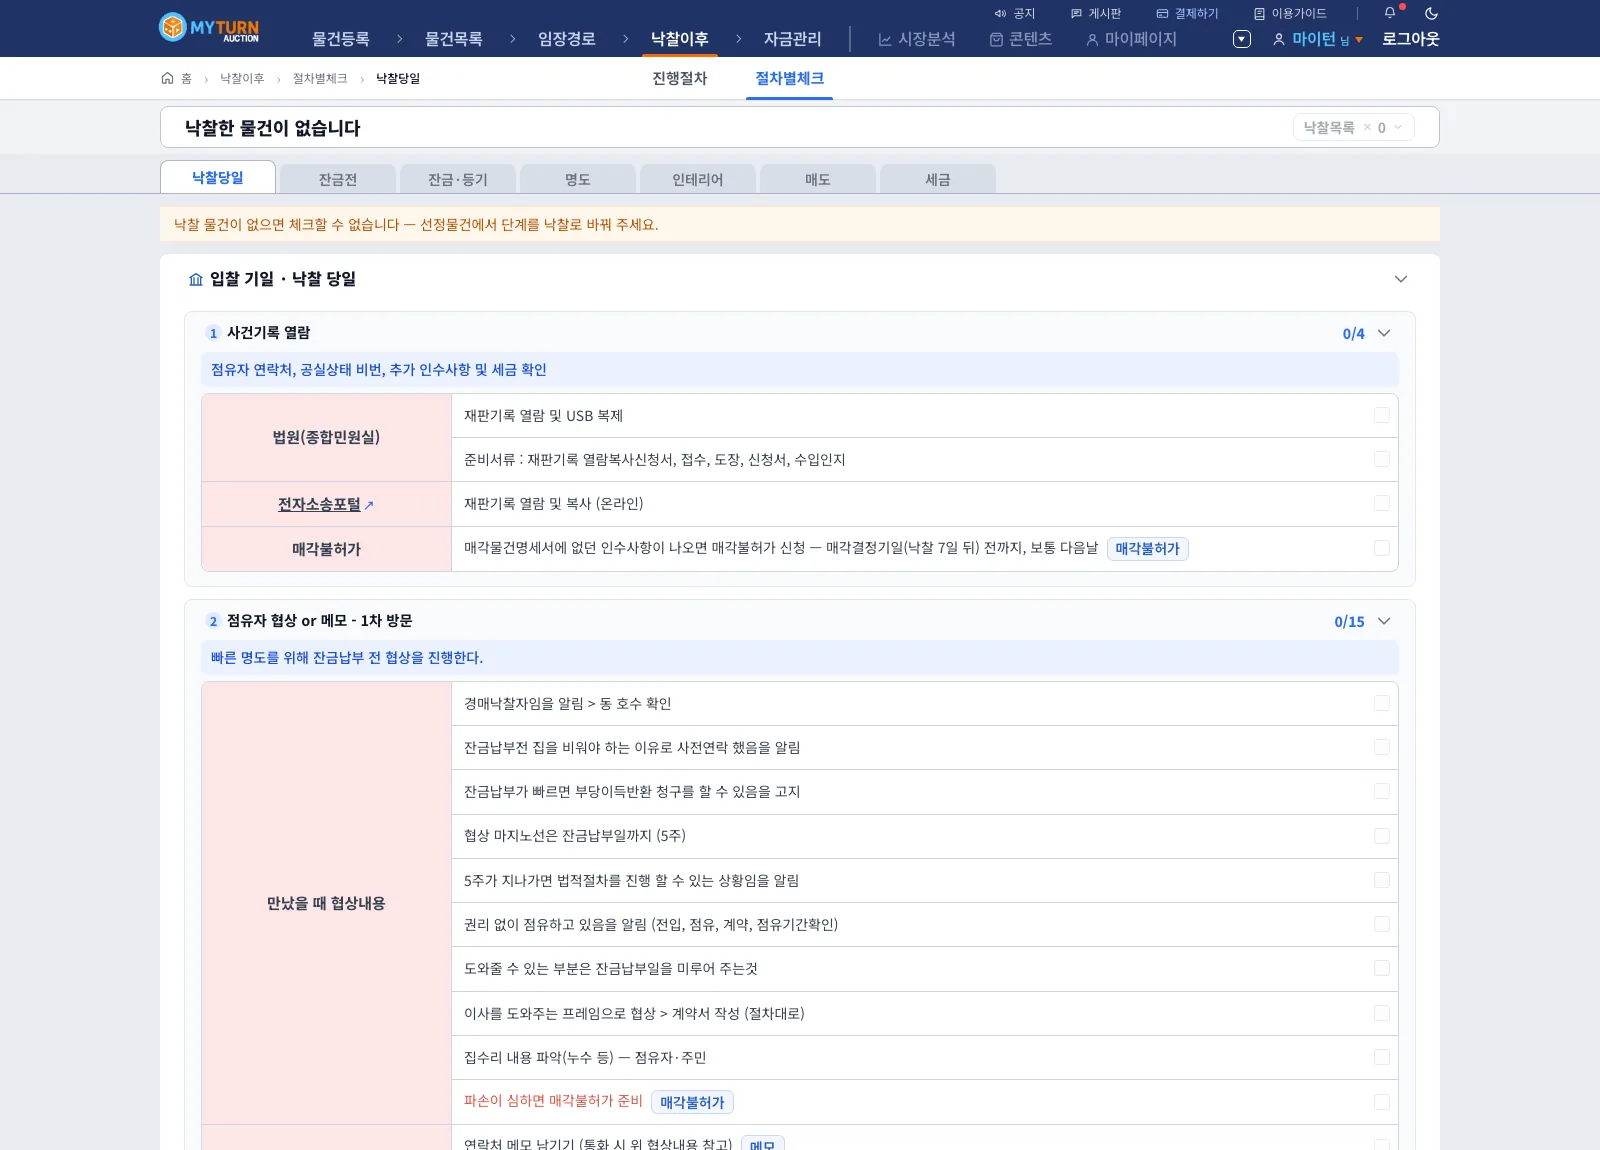 공지
게시판
결제하기
이용가이드
MYTURN
AUCTION
물건등록 > 물건목록 > 임장경로 > 낙찰이후 > 자금관리
시장분석
콘텐츠
마이페이지
마이턴 님
로그아웃
홈 > 낙찰이후 > 절차별체크 > 낙찰당일
진행절차
절차별체크
낙찰한 물건이 없습니다
낙찰목록 × 0
낙찰당일
잔금전
잔금·등기
명도
인테리어
매도
세금
낙찰 물건이 없으면 체크할 수 없습니다 — 선정물건에서 단계를 낙찰로 바꿔 주세요.
입찰 기일 · 낙찰 당일
1 사건기록 열람
0/4
점유자 연락처, 공실상태 비번, 추가 인수사항 및 세금 확인
법원(종합민원실)
재판기록 열람 및 USB 복제
준비서류 : 재판기록 열람복사신청서, 접수, 도장, 신청서, 수입인지
전자소송포털↗
재판기록 열람 및 복사 (온라인)
매각불허가
매각물건명세서에 없던 인수사항이 나오면 매각불허가 신청 — 매각결정기일(낙찰 7일 뒤) 전까지, 보통 다음날 매각불허가
2 점유자 협상 or 메모 - 1차 방문
0/15
빠른 명도를 위해 잔금납부 전 협상을 진행한다.
만났을 때 협상내용
경매낙찰자임을 알림 > 동 호수 확인
잔금납부전 집을 비워야 하는 이유로 사전연락 했음을 알림
잔금납부가 빠르면 부당이득반환 청구를 할 수 있음을 고지
협상 마지노선은 잔금납부일까지 (5주)
5주가 지나가면 법적절차를 진행 할 수 있는 상황임을 알림
권리 없이 점유하고 있음을 알림 (전입, 점유, 계약, 점유기간확인)
도와줄 수 있는 부분은 잔금납부일을 미루어 주는것
이사를 도와주는 프레임으로 협상 > 계약서 작성 (절차대로)
집수리 내용 파악(누수 등) — 점유자·주민
파손이 심하면 매각불허가 준비 매각불허가
연락처 메모 남기기 (통화 시 위 협상내용 참고) 메모